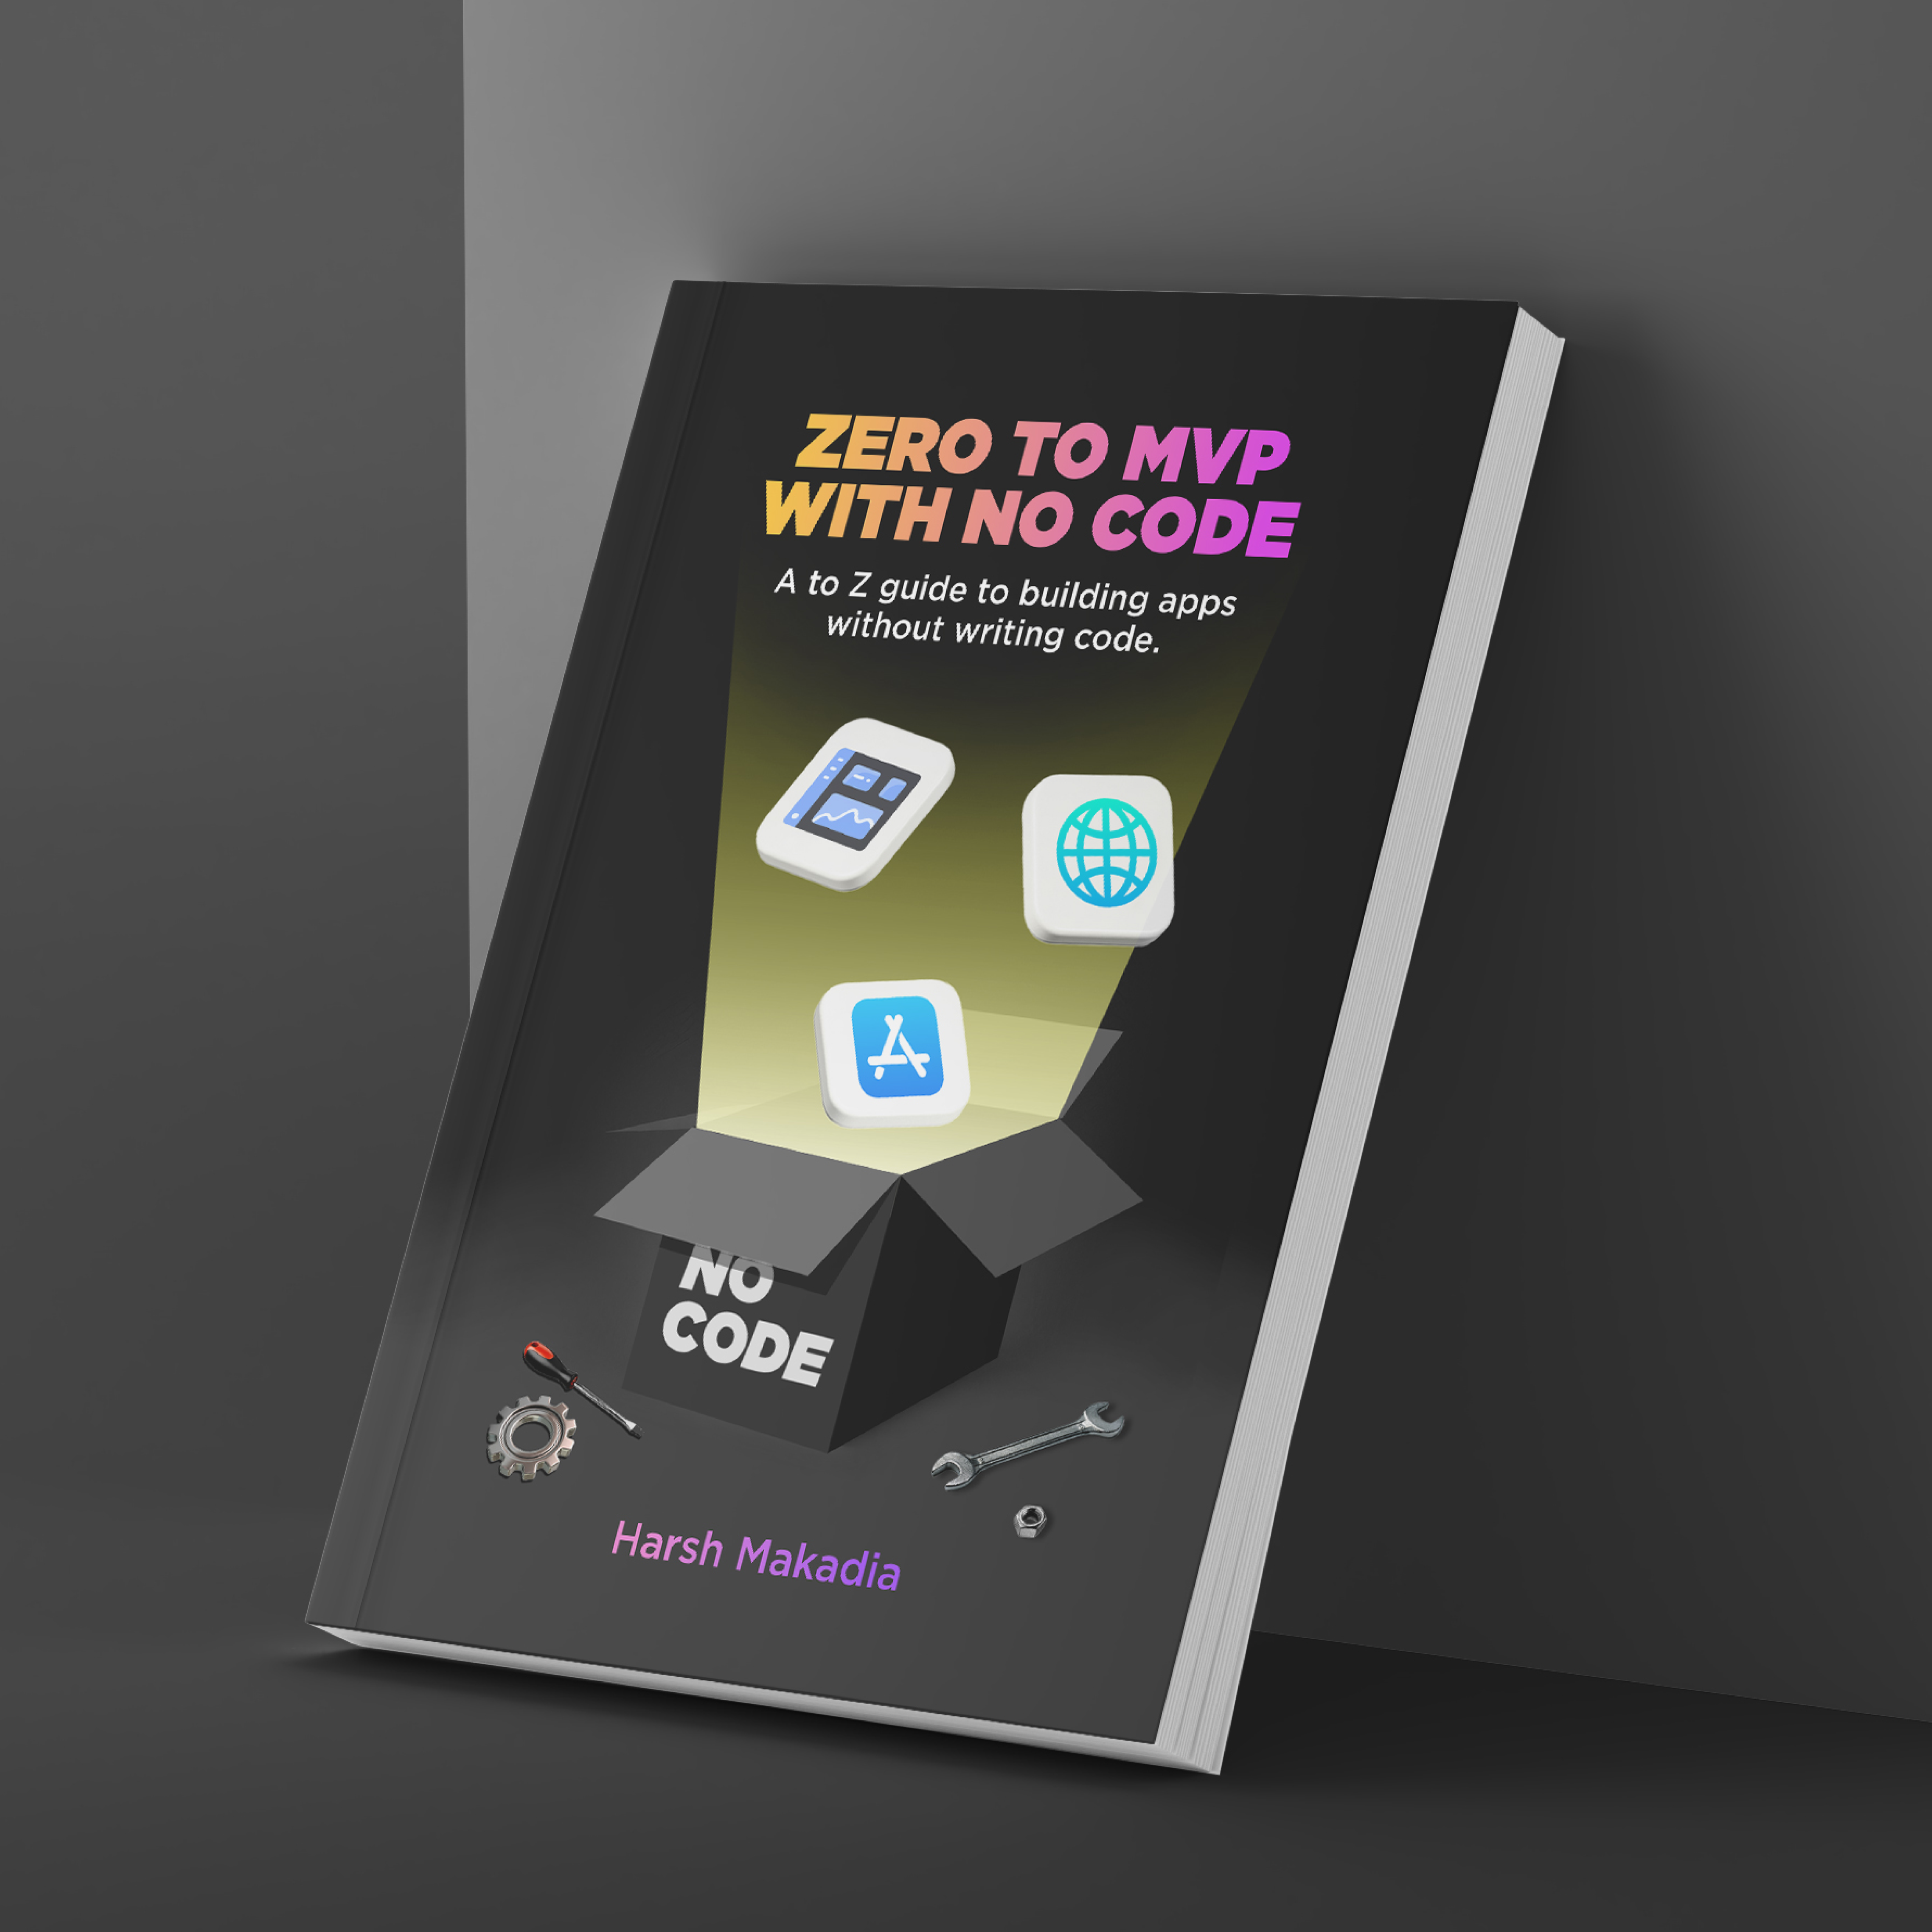 ZERO TO MVP
WITH NO CODE
A to Z guide to building apps
without writing code.
NO
CODE
Harsh Makadia